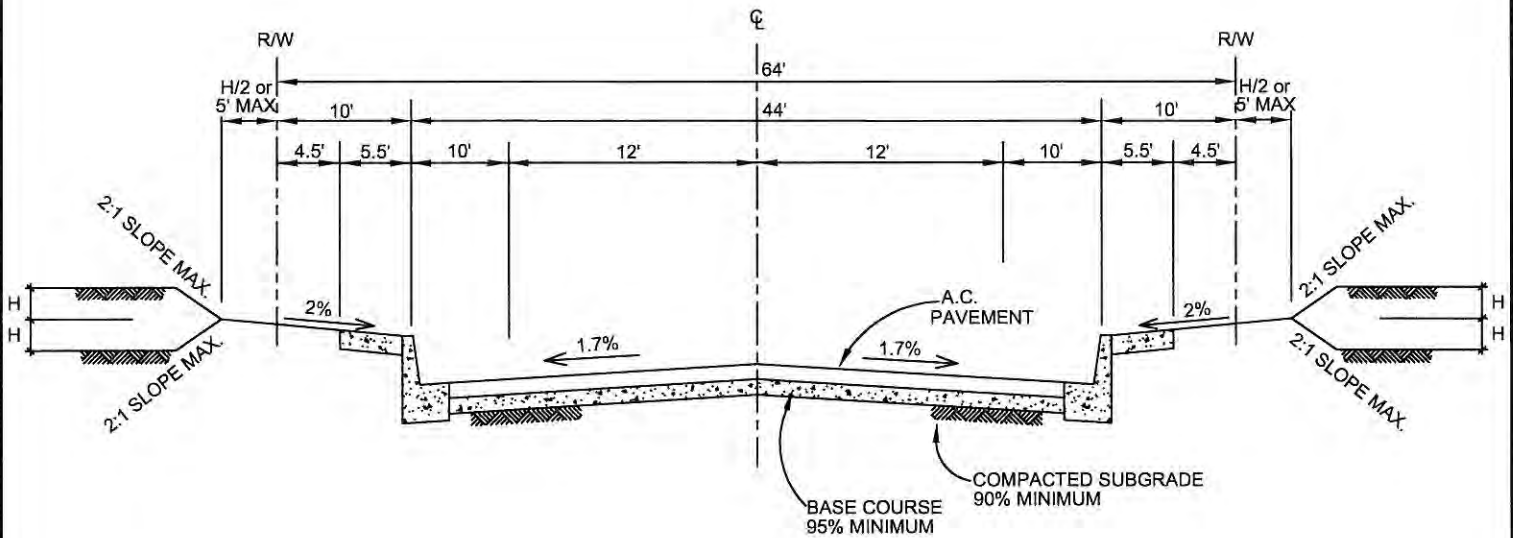 ℄
R/W
R/W
64'
H/2 or
5' MAX
10'
44'
10'
H/2 or
5' MAX
4.5'
5.5'
10'
12'
12'
10'
5.5'
4.5'
2:1 SLOPE MAX.
2:1 SLOPE MAX.
H
H
2%
1.7%
1.7%
A.C.
PAVEMENT
2%
H
H
2:1 SLOPE MAX.
2:1 SLOPE MAX.
COMPACTED SUBGRADE
90% MINIMUM
BASE COURSE
95% MINIMUM